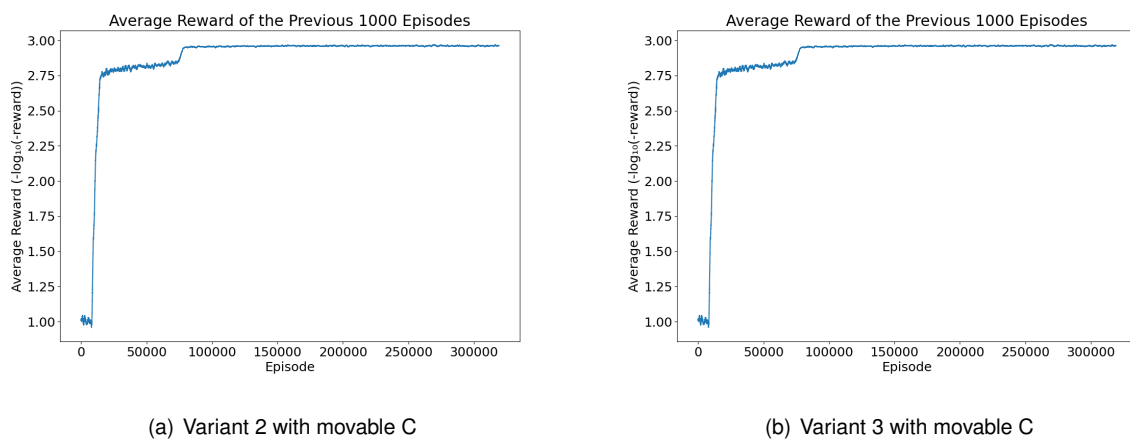 Average Reward of the Previous 1000 Episodes
Average Reward (-log₁₀(-reward))
3.00
2.75
2.50
2.25
2.00
1.75
1.50
1.25
1.00
0 50000 100000 150000 200000 250000 300000
Episode
(a) Variant 2 with movable C
Average Reward of the Previous 1000 Episodes
Average Reward (-log₁₀(-reward))
3.00
2.75
2.50
2.25
2.00
1.75
1.50
1.25
1.00
0 50000 100000 150000 200000 250000 300000
Episode
(b) Variant 3 with movable C